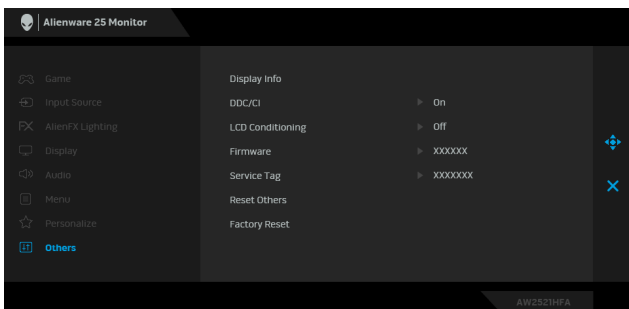 Alienware 25 Monitor
Game
Input Source
FX AlienFX Lighting
Display
Audio
Menu
Personalize
Others
Display Info
DDC/CI On
LCD Conditioning Off
Firmware XXXXXX
Service Tag XXXXXXX
Reset Others
Factory Reset
AW2521HFA